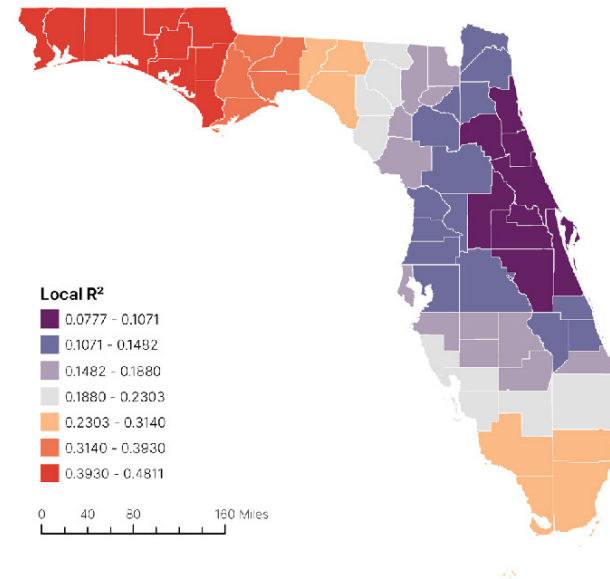 Local R²
0.0777 - 0.1071
0.1071 - 0.1482
0.1482 - 0.1880
0.1880 - 0.2303
0.2303 - 0.3140
0.3140 - 0.3930
0.3930 - 0.4811
0 40 80 160 Miles